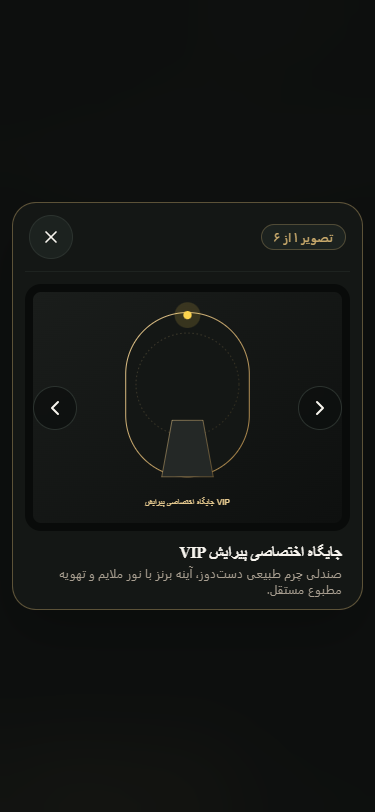 تصویر ۱ از ۶
VIP جایگاه اختصاصی پیرایش
جایگاه اختصاصی پیرایش VIP
صندلی چرم طبیعی دست‌دوز، آینه برنز با نور ملایم و تهویه
مطبوع مستقل.